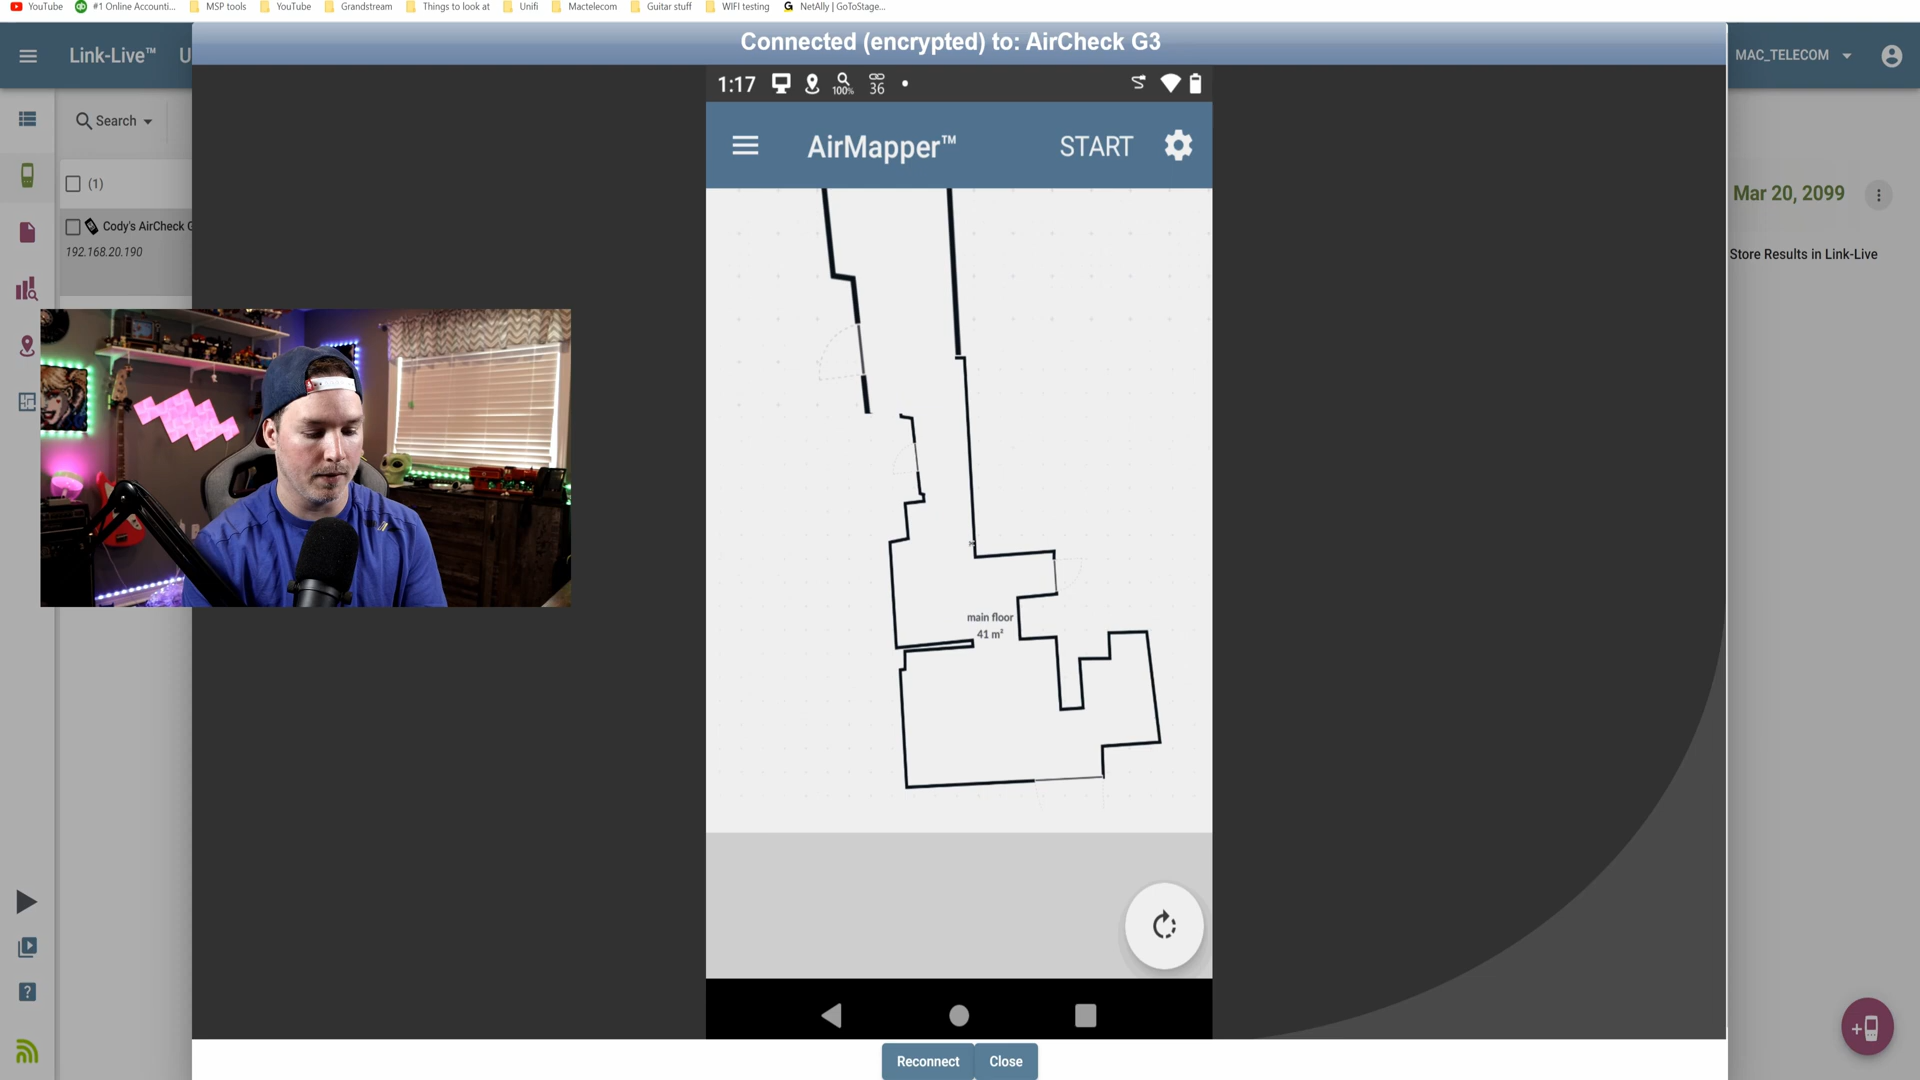 YouTube
#1 Online Accounti...
MSP tools
YouTube
Grandstream
Things to look at
Unifi
Mactelecom
Guitar stuff
WIFI testing
NetAlly | GoToStage...
Link-Live™
U
Connected (encrypted) to: AirCheck G3
MAC_TELECOM
1:17
100%
36
AirMapper™
START
Search
(1)
Cody's AirCheck G
192.168.20.190
Mar 20, 2099
Store Results in Link-Live
main floor
41 m²
Reconnect
Close